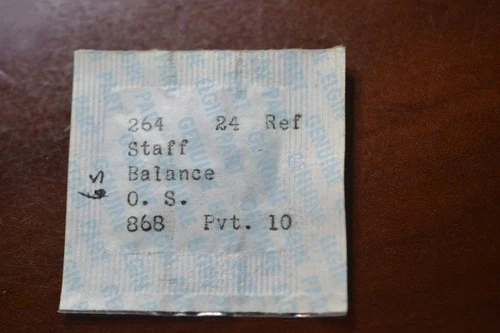 264 24 Ref
Staff
Balance
O. S.
868 Pvt. 10